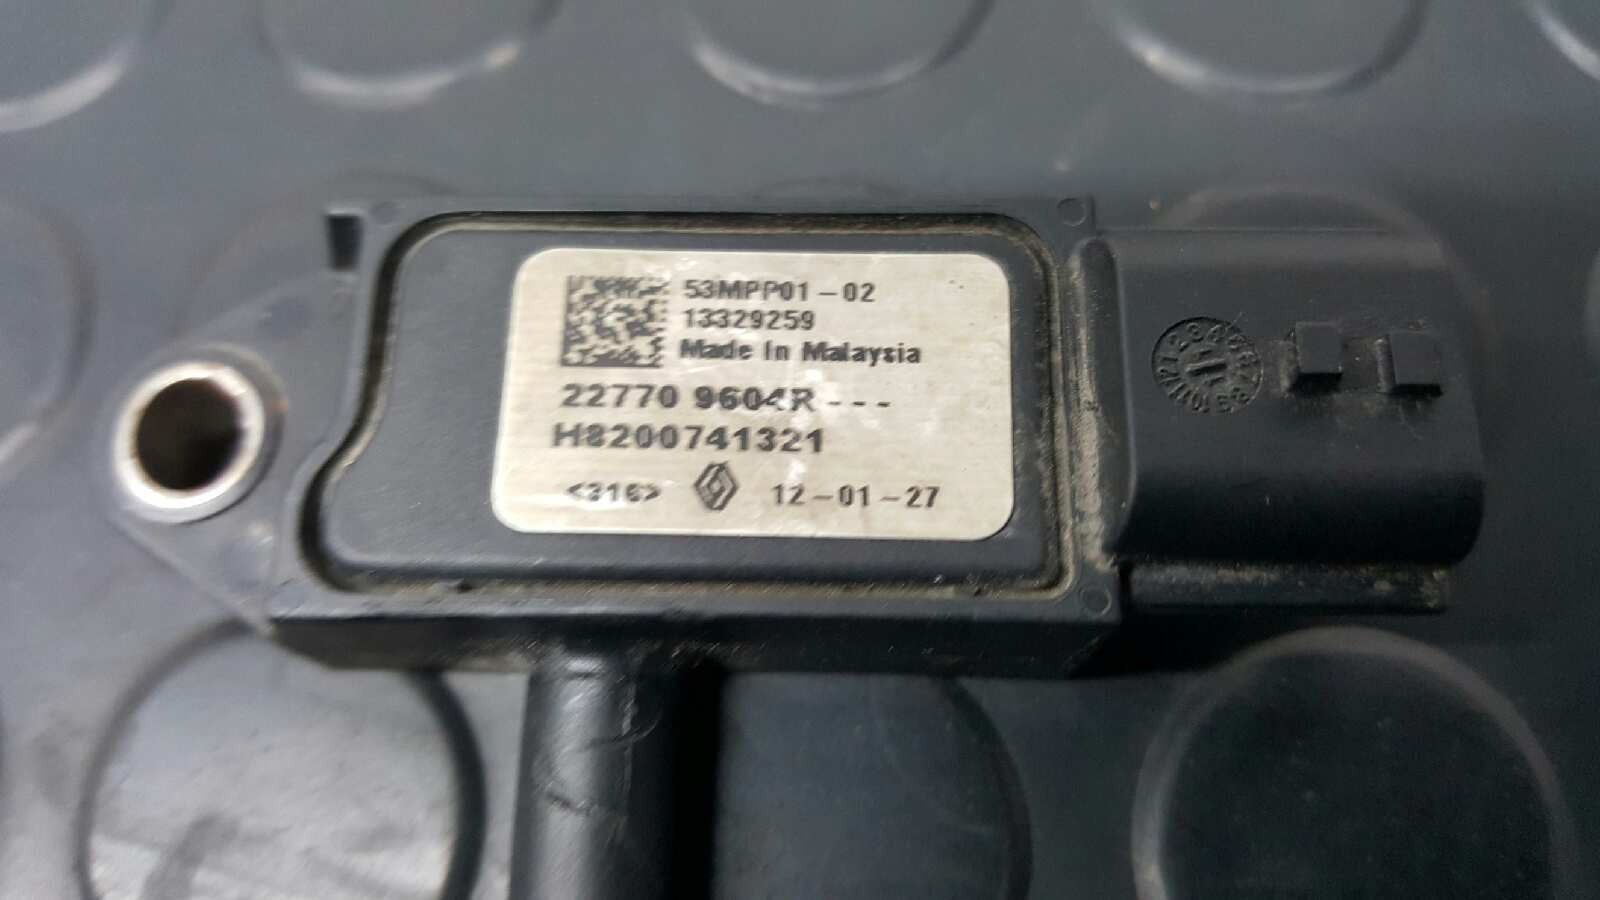 53MPP01-02
13329259
Made In Malaysia
22770 9604R---
H8200741321
<316> 12-01-27